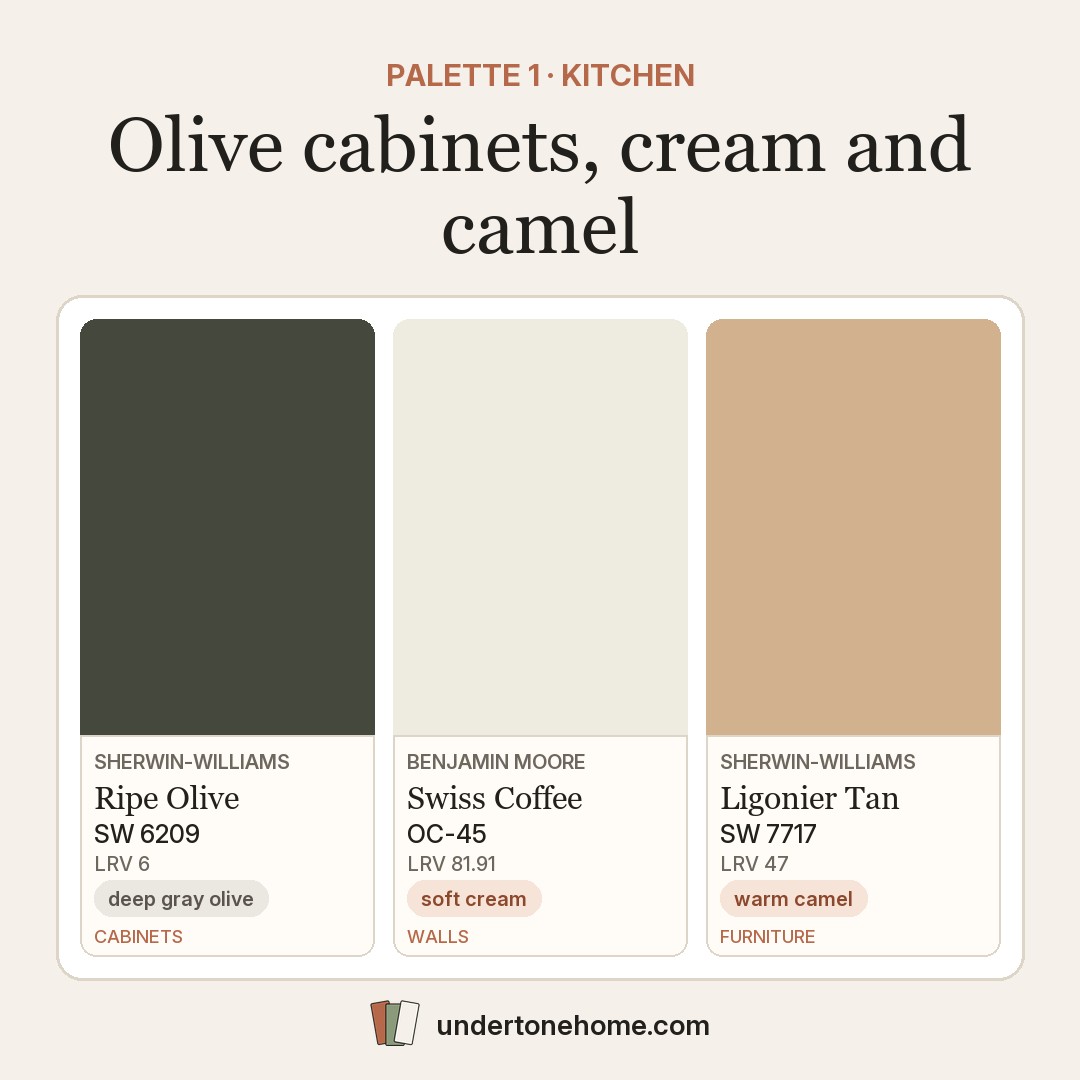 PALETTE 1 · KITCHEN
Olive cabinets, cream and
camel
SHERWIN-WILLIAMS
Ripe Olive
SW 6209
LRV 6
deep gray olive
CABINETS
BENJAMIN MOORE
Swiss Coffee
OC-45
LRV 81.91
soft cream
WALLS
SHERWIN-WILLIAMS
Ligonier Tan
SW 7717
LRV 47
warm camel
FURNITURE
undertonehome.com